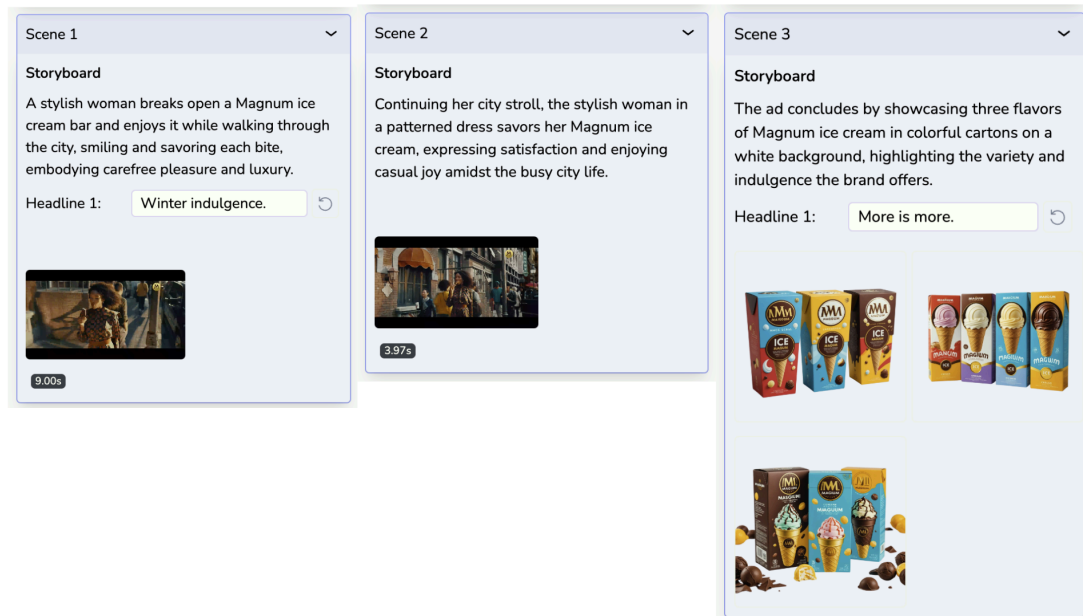 Scene 1
Storyboard
A stylish woman breaks open a Magnum ice
cream bar and enjoys it while walking through
the city, smiling and savoring each bite,
embodying carefree pleasure and luxury.
Headline 1: Winter indulgence.
9.00s
Scene 2
Storyboard
Continuing her city stroll, the stylish woman in
a patterned dress savors her Magnum ice
cream, expressing satisfaction and enjoying
casual joy amidst the busy city life.
3.97s
Scene 3
Storyboard
The ad concludes by showcasing three flavors
of Magnum ice cream in colorful cartons on a
white background, highlighting the variety and
indulgence the brand offers.
Headline 1: More is more.
ICE
ICE
ICE